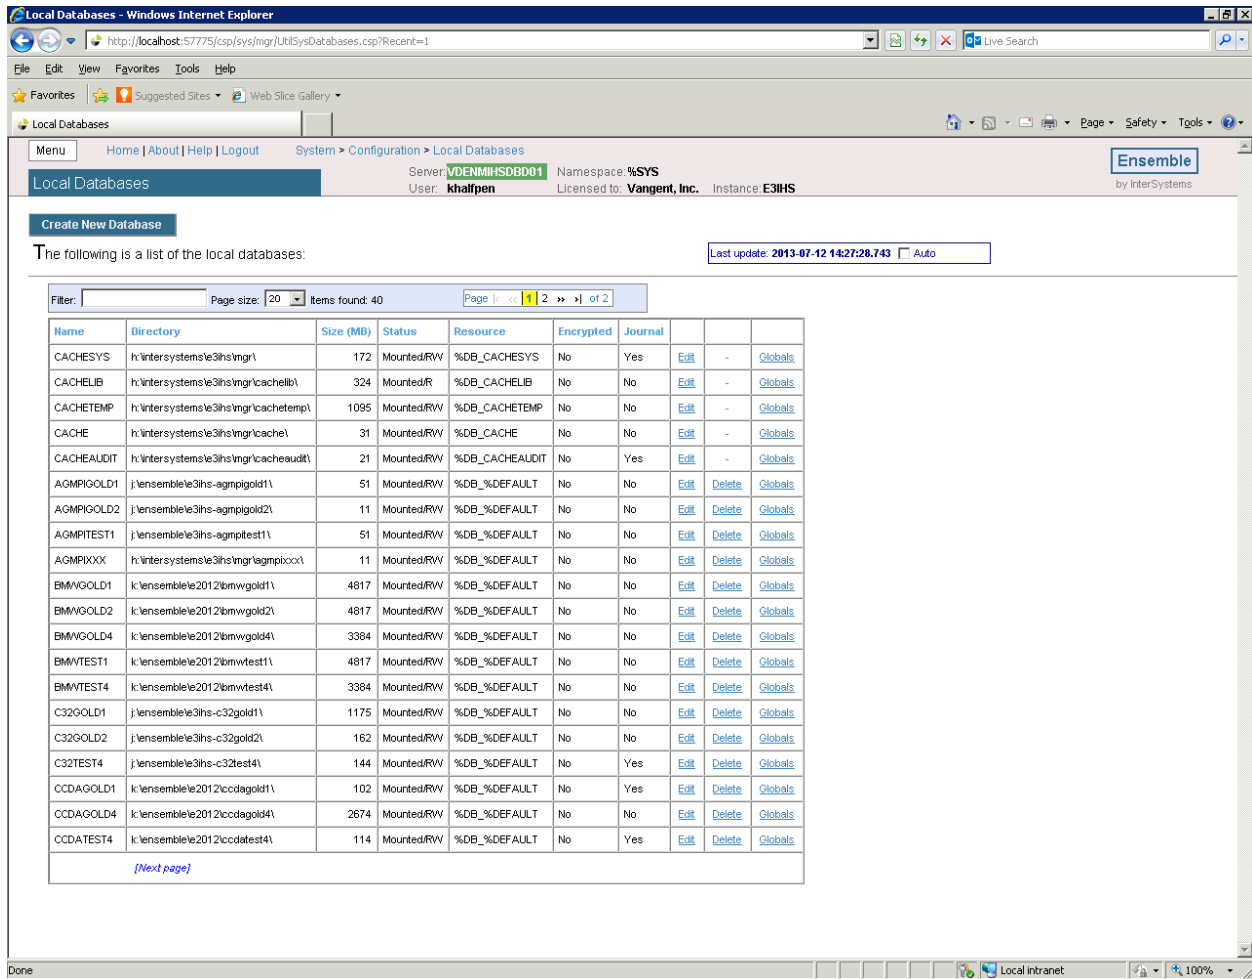 Local Databases - Windows Internet Explorer
http://localhost:57775/csp/sys/mgr/UtilSysDatabases.csp?Recent=1
Live Search
File Edit View Favorites Tools Help
Favorites Suggested Sites Web Slice Gallery
Local Databases
Page Safety Tools
Menu Home | About | Help | Logout System > Configuration > Local Databases
Server: VDENMIHSDBD01 Namespace: %SYS
Ensemble
Local Databases
User: khalfpen Licensed to: Vangent, Inc. Instance: E3IHS
by InterSystems
Create New Database
The following is a list of the local databases:
Last update: 2013-07-12 14:27:28.743 Auto
Filter: Page size: 20 Items found: 40 Page |< << 1 2 >> >| of 2
Name Directory Size (MB) Status Resource Encrypted Journal
CACHESYS h:\intersystems\e3ihs\mgr\ 172 Mounted/RW %DB_CACHESYS No Yes Edit - Globals
CACHELIB h:\intersystems\e3ihs\mgr\cachelib\ 324 Mounted/R %DB_CACHELIB No No Edit - Globals
CACHETEMP h:\intersystems\e3ihs\mgr\cachetemp\ 1095 Mounted/RW %DB_CACHETEMP No No Edit - Globals
CACHE h:\intersystems\e3ihs\mgr\cache\ 31 Mounted/RW %DB_CACHE No No Edit - Globals
CACHEAUDIT h:\intersystems\e3ihs\mgr\cacheaudit\ 21 Mounted/RW %DB_CACHEAUDIT No Yes Edit - Globals
AGMPIGOLD1 j:\ensemble\e3ihs-agmpigold1\ 51 Mounted/RW %DB_%DEFAULT No No Edit Delete Globals
AGMPIGOLD2 j:\ensemble\e3ihs-agmpigold2\ 11 Mounted/RW %DB_%DEFAULT No No Edit Delete Globals
AGMPITEST1 j:\ensemble\e3ihs-agmpitest1\ 51 Mounted/RW %DB_%DEFAULT No No Edit Delete Globals
AGMPIXXX h:\intersystems\e3ihs\mgr\agmpixxx\ 11 Mounted/RW %DB_%DEFAULT No No Edit Delete Globals
BMWGOLD1 k:\ensemble\e2012\bmwgold1\ 4817 Mounted/RW %DB_%DEFAULT No No Edit Delete Globals
BMWGOLD2 k:\ensemble\e2012\bmwgold2\ 4817 Mounted/RW %DB_%DEFAULT No No Edit Delete Globals
BMWGOLD4 k:\ensemble\e2012\bmwgold4\ 3384 Mounted/RW %DB_%DEFAULT No No Edit Delete Globals
BMWTEST1 k:\ensemble\e2012\bmwtest1\ 4817 Mounted/RW %DB_%DEFAULT No No Edit Delete Globals
BMWTEST4 k:\ensemble\e2012\bmwtest4\ 3384 Mounted/RW %DB_%DEFAULT No No Edit Delete Globals
C32GOLD1 j:\ensemble\e3ihs-c32gold1\ 1175 Mounted/RW %DB_%DEFAULT No No Edit Delete Globals
C32GOLD2 j:\ensemble\e3ihs-c32gold2\ 162 Mounted/RW %DB_%DEFAULT No No Edit Delete Globals
C32TEST4 j:\ensemble\e3ihs-c32test4\ 144 Mounted/RW %DB_%DEFAULT No Yes Edit Delete Globals
CCDAGOLD1 k:\ensemble\e2012\ccdagold1\ 102 Mounted/RW %DB_%DEFAULT No Yes Edit Delete Globals
CCDAGOLD4 k:\ensemble\e2012\ccdagold4\ 2674 Mounted/RW %DB_%DEFAULT No No Edit Delete Globals
CCDATEST4 k:\ensemble\e2012\ccdatest4\ 114 Mounted/RW %DB_%DEFAULT No Yes Edit Delete Globals
[Next page]
Done Local intranet 100%